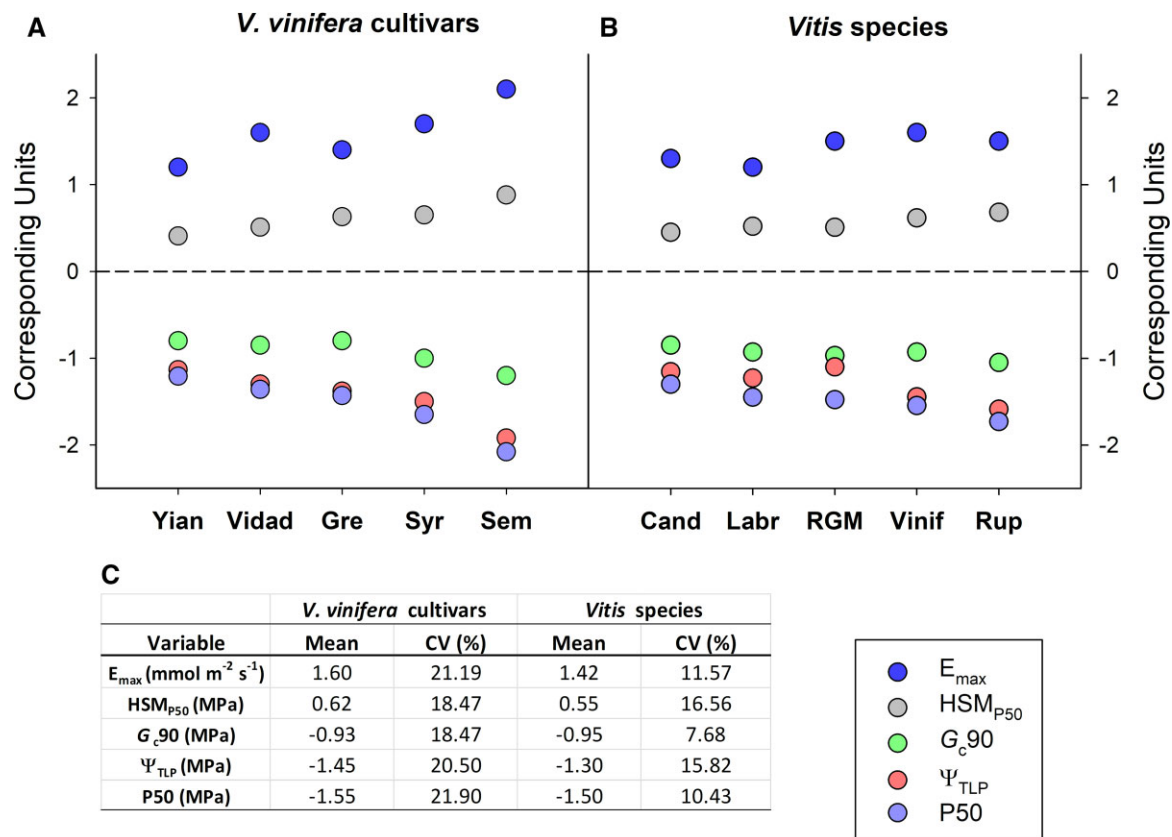 A
V. vinifera cultivars
B
Vitis species
Corresponding Units
2
1
0
-1
-2
2
1
0
-1
-2
Corresponding Units
Yian Vidad Gre Syr Sem
Cand Labr RGM Vinif Rup
C
V. vinifera cultivars Vitis species
Variable Mean CV (%) Mean CV (%)
Emax (mmol m⁻² s⁻¹) 1.60 21.19 1.42 11.57
HSMP50 (MPa) 0.62 18.47 0.55 16.56
Gc90 (MPa) -0.93 18.47 -0.95 7.68
ΨTLP (MPa) -1.45 20.50 -1.30 15.82
P50 (MPa) -1.55 21.90 -1.50 10.43
Emax
HSMP50
Gc90
ΨTLP
P50